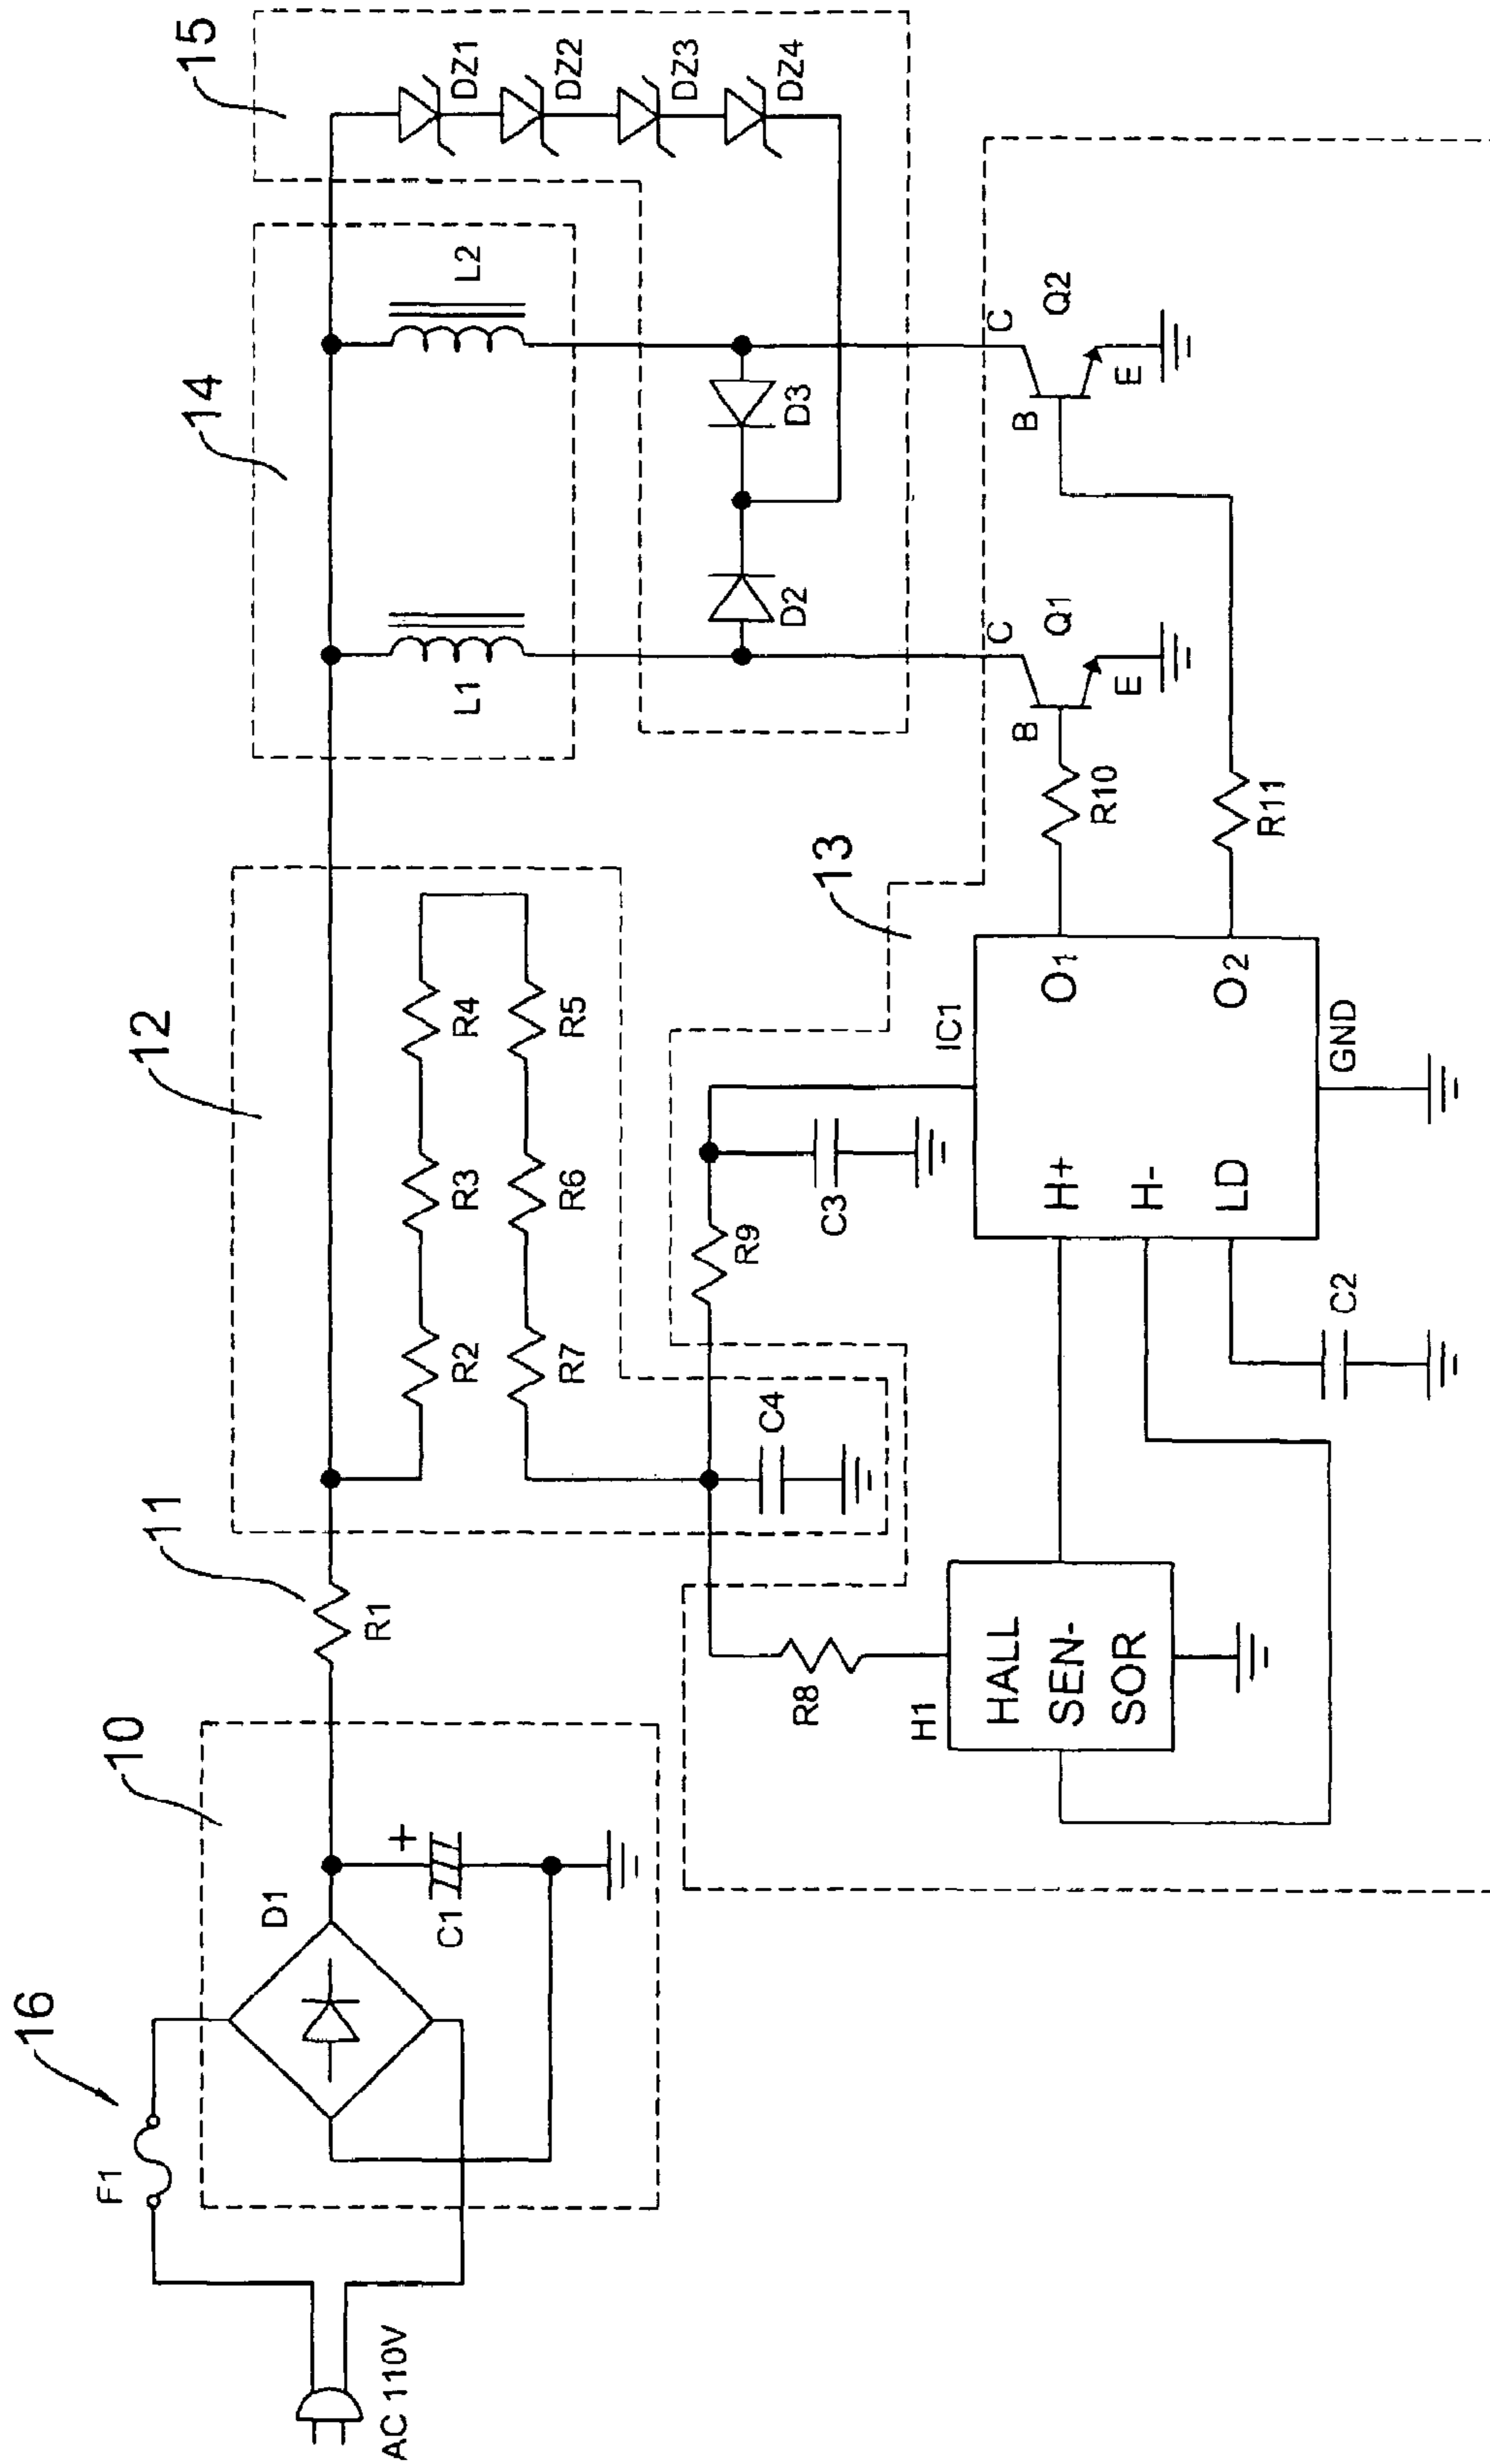 16
F1
AC 110V
10
D1
+
C1
11
R1
12
R2
R3
R4
R7
R6
R5
C4
R8
R9
C3
H1
HALL
SEN-
SOR
13
IC1
H+
H-
LD
O1
O2
GND
C2
R10
R11
14
L1
L2
15
DZ1
DZ2
DZ3
DZ4
D2
D3
C
B
E
Q1
C
B
E
Q2